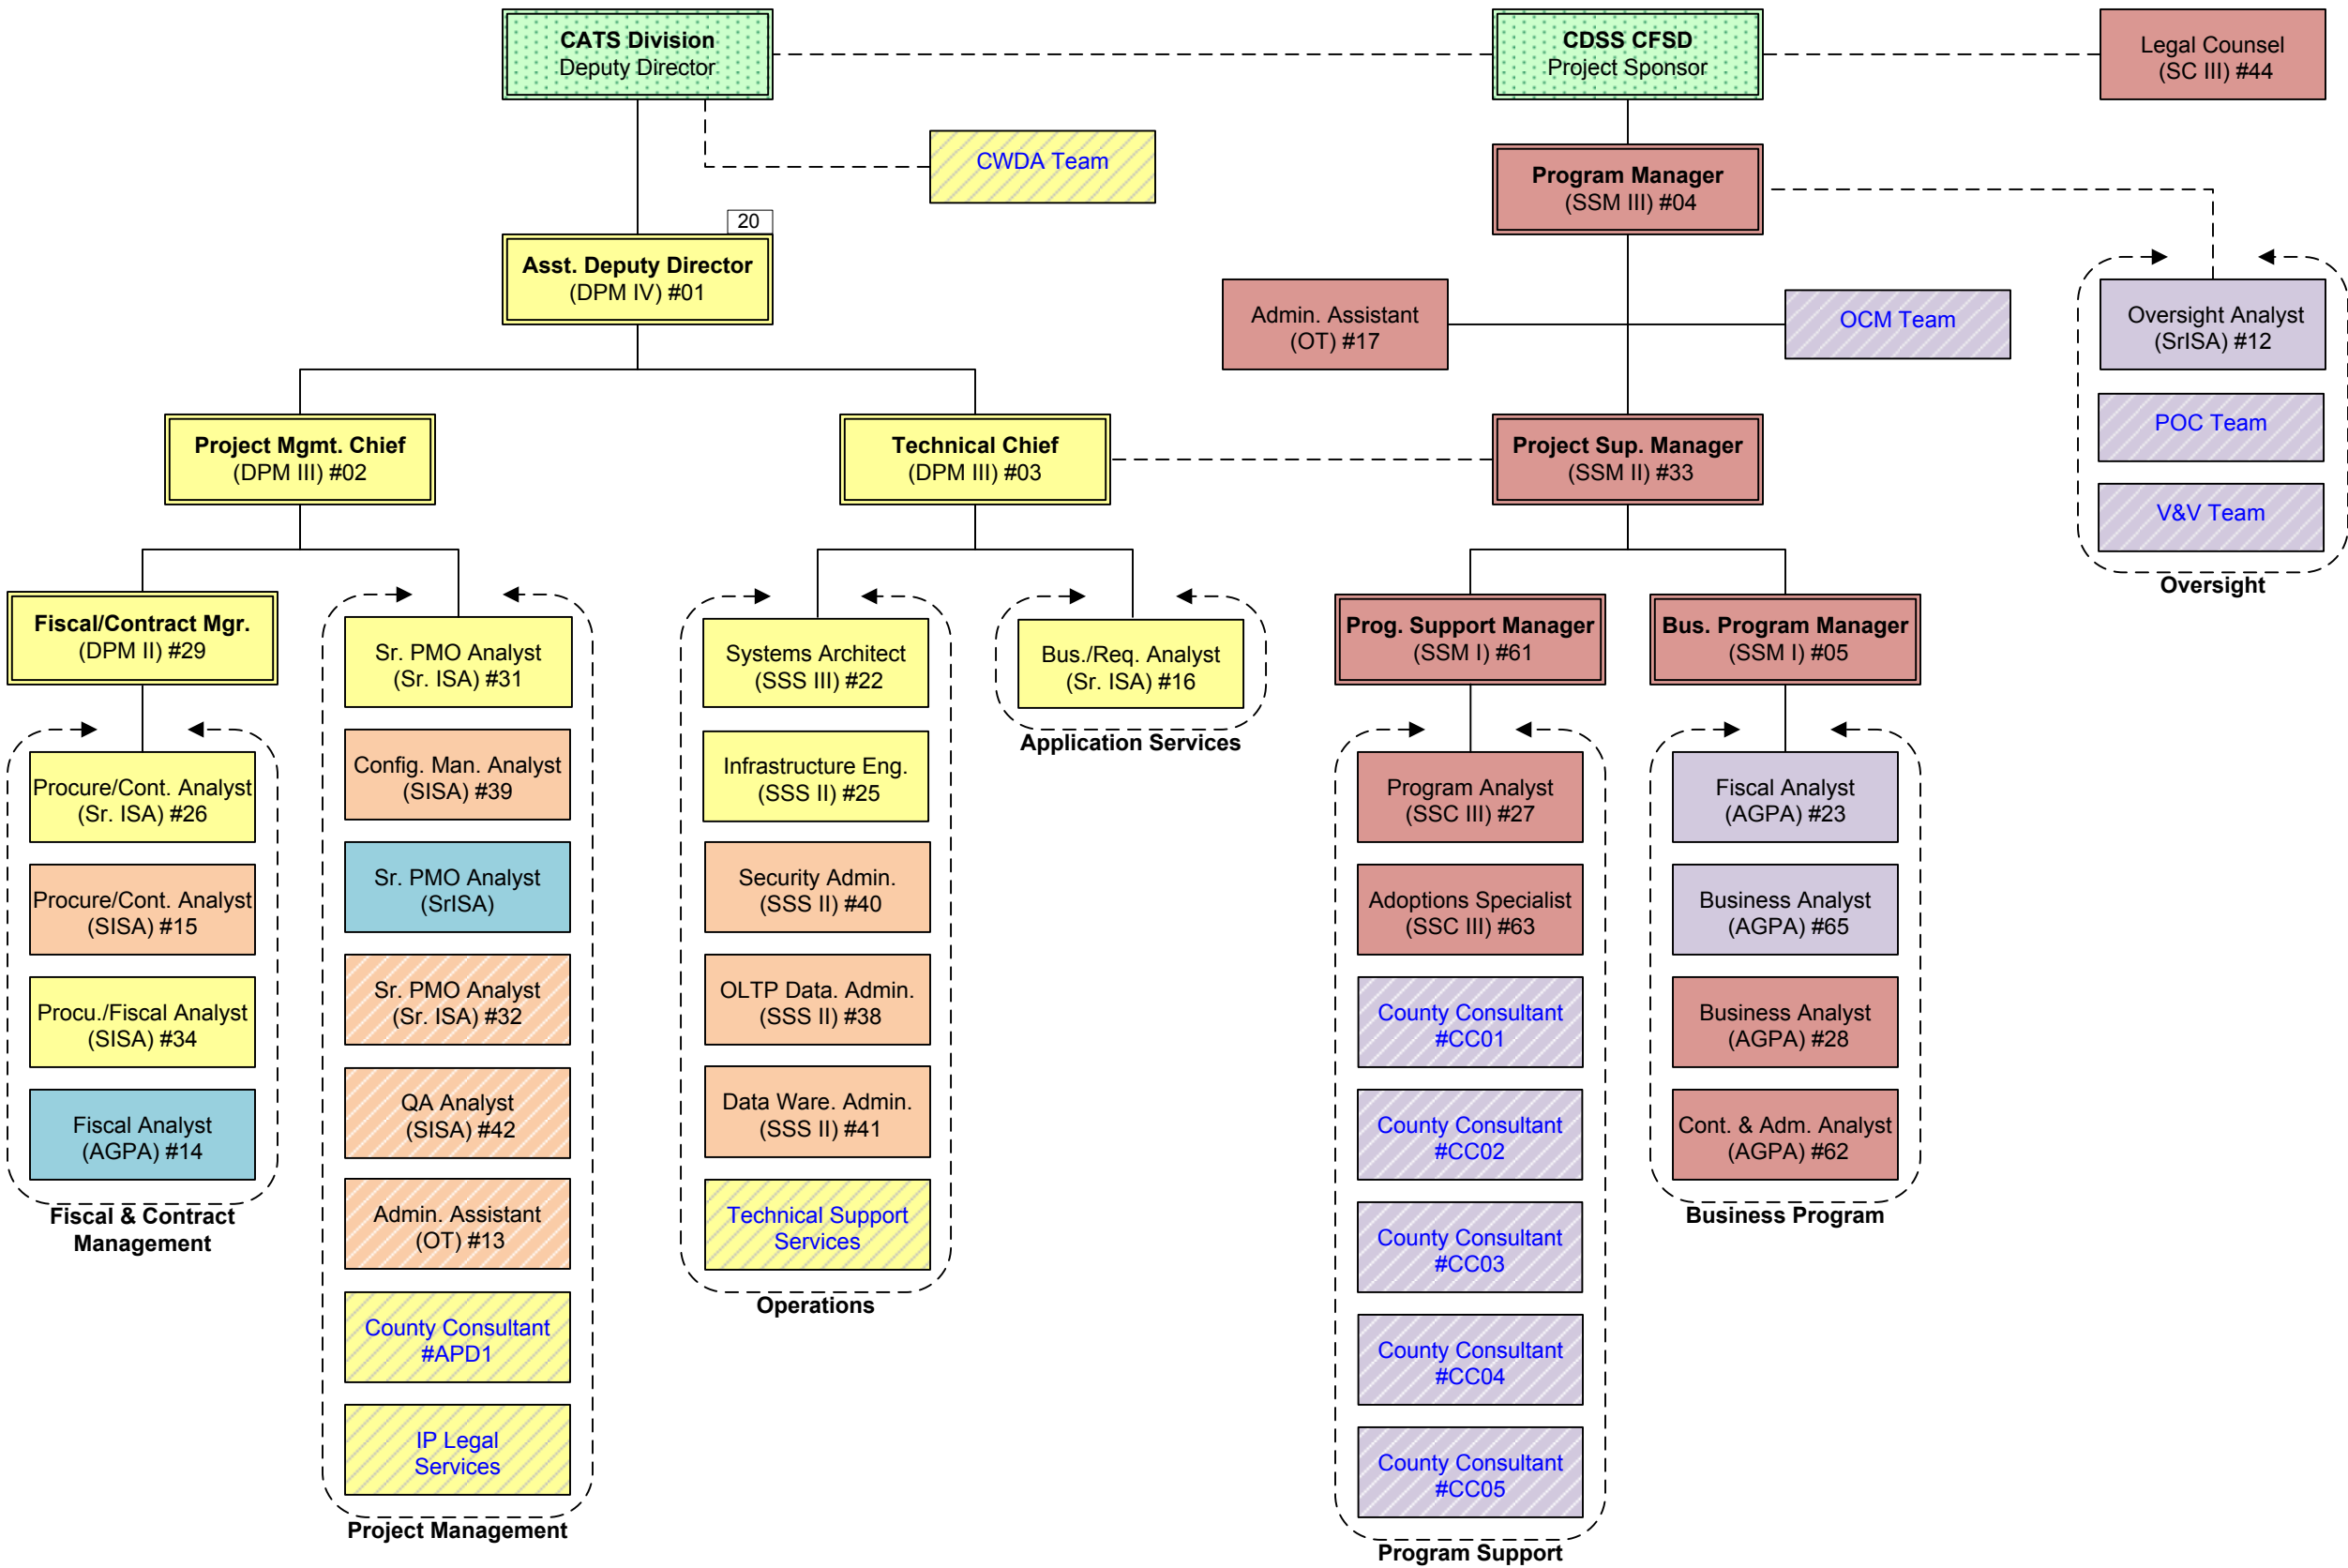 CATS Division
Deputy Director
CDSS CFSD
Project Sponsor
Legal Counsel
(SC III) #44
CWDA Team
Program Manager
(SSM III) #04
20
Asst. Deputy Director
(DPM IV) #01
Admin. Assistant
(OT) #17
OCM Team
Oversight Analyst
(SrISA) #12
POC Team
V&V Team
Oversight
Project Mgmt. Chief
(DPM III) #02
Technical Chief
(DPM III) #03
Project Sup. Manager
(SSM II) #33
Fiscal/Contract Mgr.
(DPM II) #29
Procure/Cont. Analyst
(Sr. ISA) #26
Procure/Cont. Analyst
(SISA) #15
Procu./Fiscal Analyst
(SISA) #34
Fiscal Analyst
(AGPA) #14
Fiscal & Contract
Management
Sr. PMO Analyst
(Sr. ISA) #31
Config. Man. Analyst
(SISA) #39
Sr. PMO Analyst
(SrISA)
Sr. PMO Analyst
(Sr. ISA) #32
QA Analyst
(SISA) #42
Admin. Assistant
(OT) #13
County Consultant
#APD1
IP Legal
Services
Project Management
Systems Architect
(SSS III) #22
Infrastructure Eng.
(SSS II) #25
Security Admin.
(SSS II) #40
OLTP Data. Admin.
(SSS II) #38
Data Ware. Admin.
(SSS II) #41
Technical Support
Services
Operations
Bus./Req. Analyst
(Sr. ISA) #16
Application Services
Prog. Support Manager
(SSM I) #61
Program Analyst
(SSC III) #27
Adoptions Specialist
(SSC III) #63
County Consultant
#CC01
County Consultant
#CC02
County Consultant
#CC03
County Consultant
#CC04
County Consultant
#CC05
Program Support
Bus. Program Manager
(SSM I) #05
Fiscal Analyst
(AGPA) #23
Business Analyst
(AGPA) #65
Business Analyst
(AGPA) #28
Cont. & Adm. Analyst
(AGPA) #62
Business Program